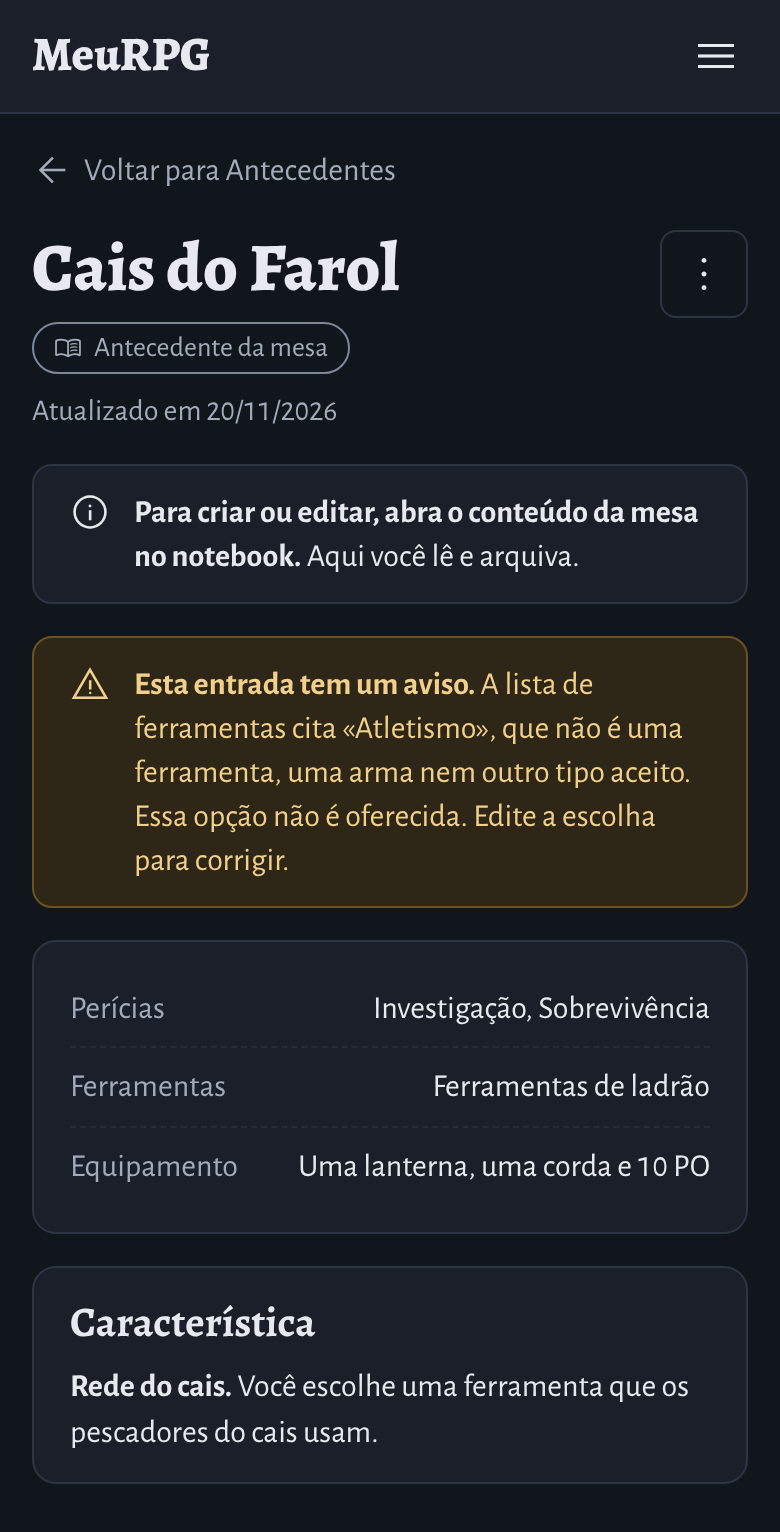 MeuRPG
Voltar para Antecedentes
Cais do Farol
Antecedente da mesa
Atualizado em 20/11/2026
Para criar ou editar, abra o conteúdo da mesa
no notebook. Aqui você lê e arquiva.
Esta entrada tem um aviso. A lista de
ferramentas cita «Atletismo», que não é uma
ferramenta, uma arma nem outro tipo aceito.
Essa opção não é oferecida. Edite a escolha
para corrigir.
Perícias Investigação, Sobrevivência
Ferramentas Ferramentas de ladrão
Equipamento Uma lanterna, uma corda e 10 PO
Característica
Rede do cais. Você escolhe uma ferramenta que os
pescadores do cais usam.